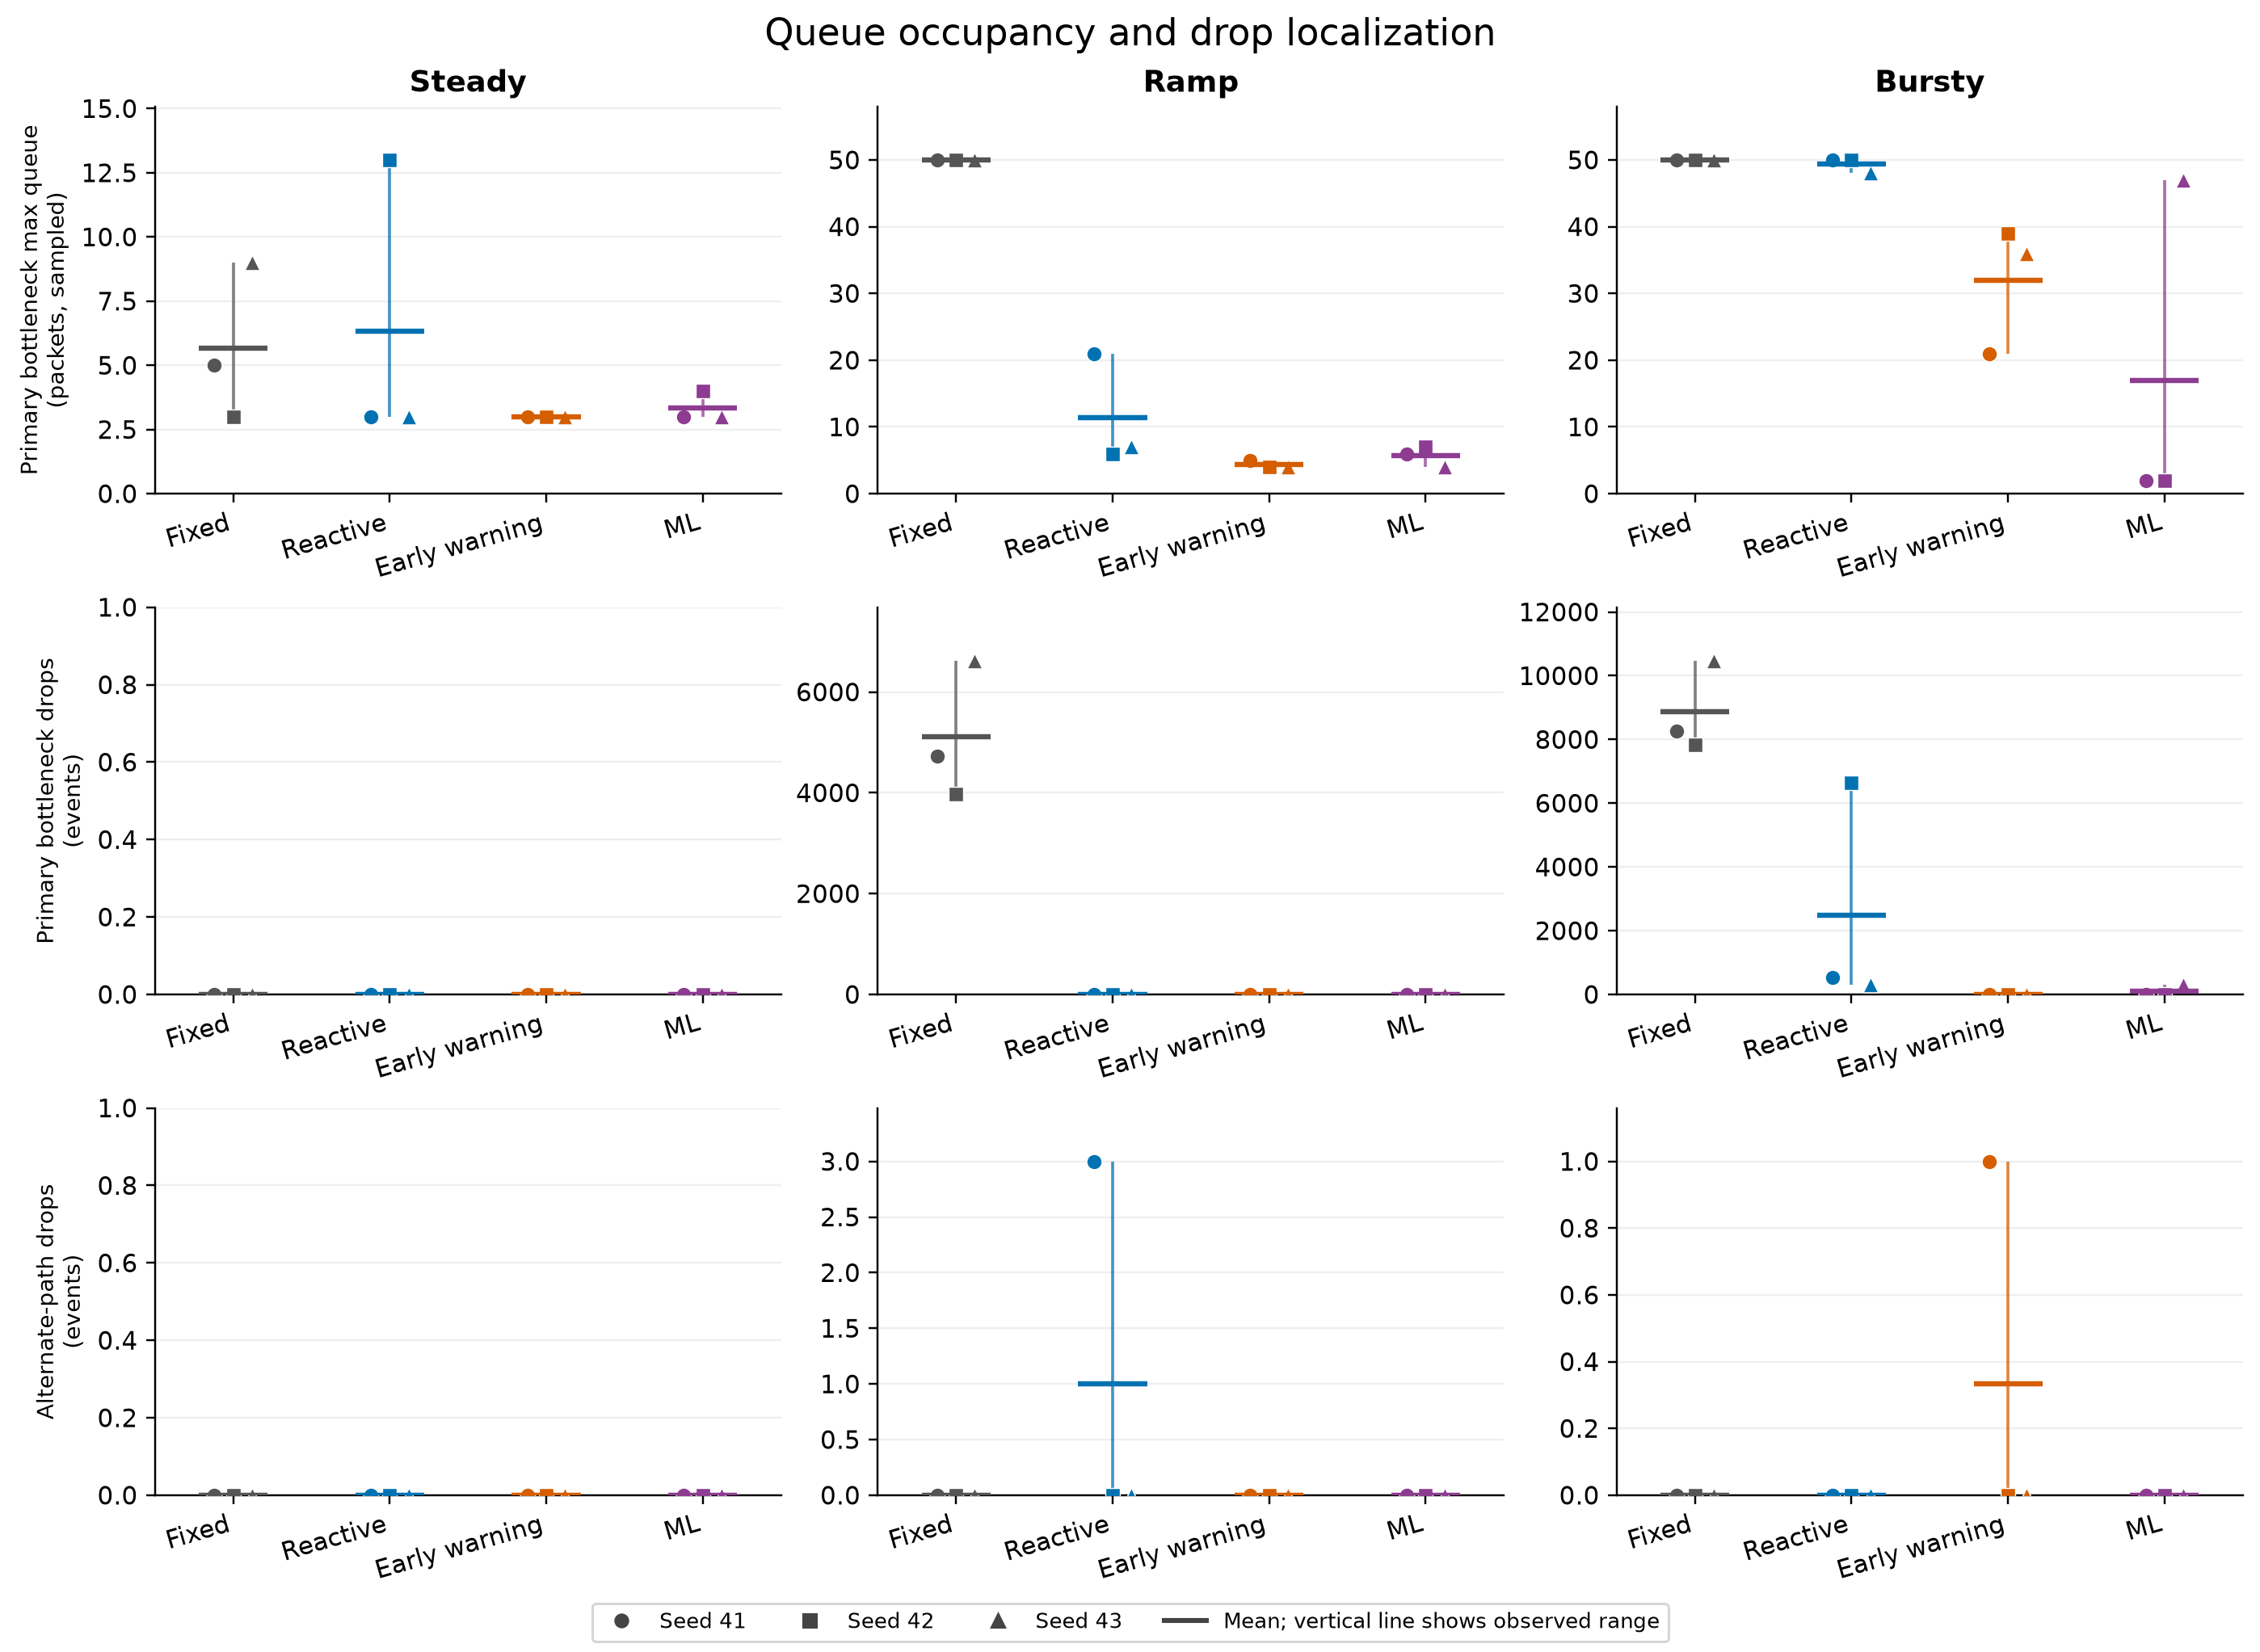 Queue occupancy and drop localization
Steady
Ramp
Bursty
Primary bottleneck max queue
(packets, sampled)
15.0
12.5
10.0
7.5
5.0
2.5
0.0
Fixed
Reactive
Early warning
ML
50
40
30
20
10
0
Fixed
Reactive
Early warning
ML
50
40
30
20
10
0
Fixed
Reactive
Early warning
ML
Primary bottleneck drops
(events)
1.0
0.8
0.6
0.4
0.2
0.0
Fixed
Reactive
Early warning
ML
6000
4000
2000
0
Fixed
Reactive
Early warning
ML
12000
10000
8000
6000
4000
2000
0
Fixed
Reactive
Early warning
ML
Alternate-path drops
(events)
1.0
0.8
0.6
0.4
0.2
0.0
Fixed
Reactive
Early warning
ML
3.0
2.5
2.0
1.5
1.0
0.5
0.0
Fixed
Reactive
Early warning
ML
1.0
0.8
0.6
0.4
0.2
0.0
Fixed
Reactive
Early warning
ML
Seed 41
Seed 42
Seed 43
Mean; vertical line shows observed range